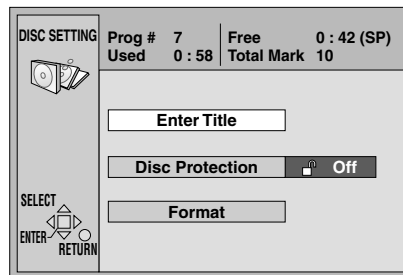 DISC SETTING
Prog # 7 Free 0 : 42 (SP)
Used 0 : 58 Total Mark 10
Enter Title
Disc Protection Off
Format
SELECT
ENTER
RETURN